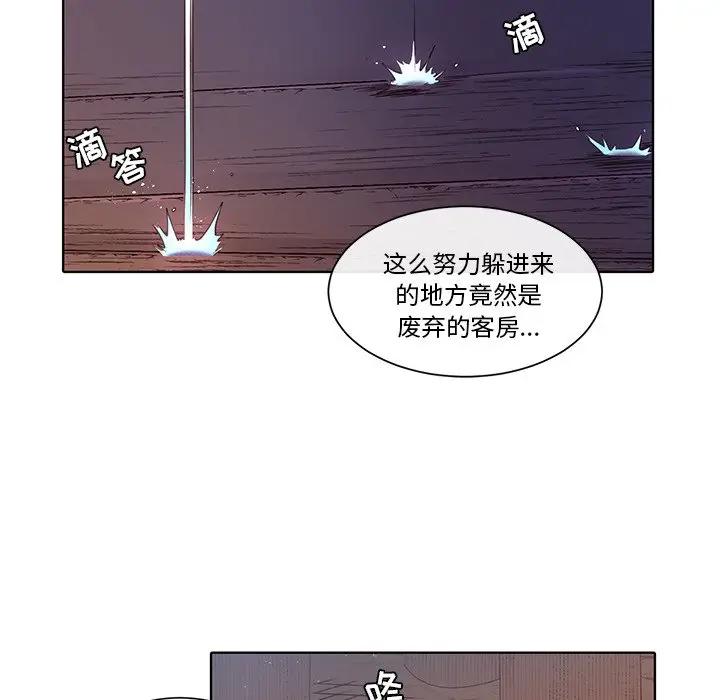 滴
滴答
这么努力躲进来
的地方竟然是
废弃的客房...
咚